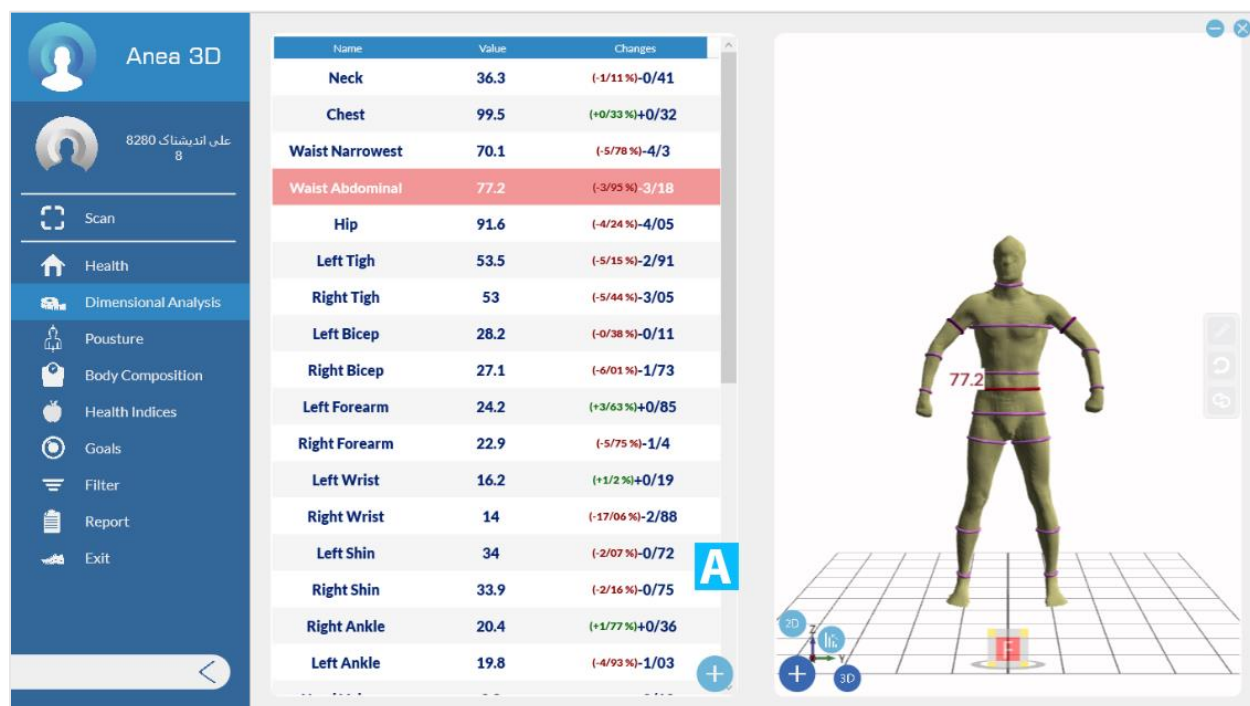 Anea 3D
علی اندیشناک 8280
8
Scan
Health
Dimensional Analysis
Pousture
Body Composition
Health Indices
Goals
Filter
Report
Exit
Name Value Changes
Neck 36.3 (-1/11 %)-0/41
Chest 99.5 (+0/33 %)+0/32
Waist Narrowest 70.1 (-5/78 %)-4/3
Waist Abdominal 77.2 (-3/95 %)-3/18
Hip 91.6 (-4/24 %)-4/05
Left Tigh 53.5 (-5/15 %)-2/91
Right Tigh 53 (-5/44 %)-3/05
Left Bicep 28.2 (-0/38 %)-0/11
Right Bicep 27.1 (-6/01 %)-1/73
Left Forearm 24.2 (+3/63 %)+0/85
Right Forearm 22.9 (-5/75 %)-1/4
Left Wrist 16.2 (+1/2 %)+0/19
Right Wrist 14 (-17/06 %)-2/88
Left Shin 34 (-2/07 %)-0/72
Right Shin 33.9 (-2/16 %)-0/75
Right Ankle 20.4 (+1/77 %)+0/36
Left Ankle 19.8 (-4/93 %)-1/03
A
77.2
2D
Z
Y
3D
F